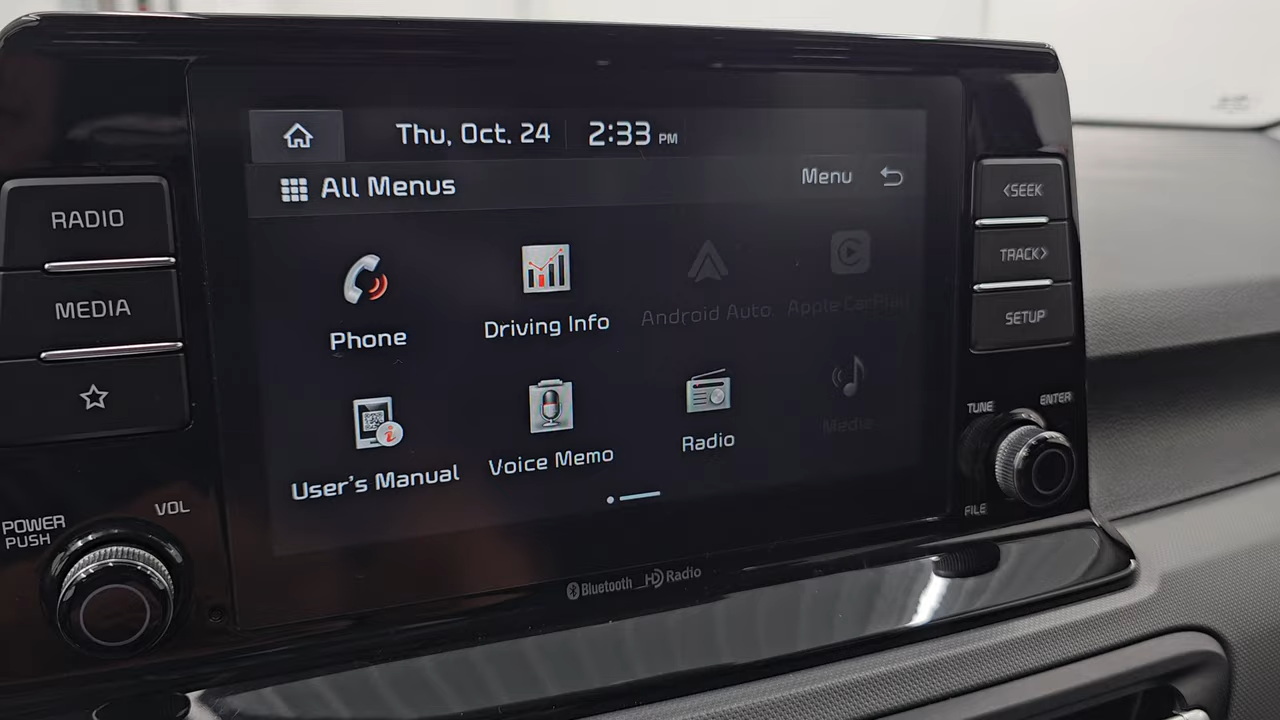 Thu, Oct. 24 2:33 PM
All Menus Menu
RADIO
MEDIA
Phone
Driving Info
Android Auto
Apple CarPlay
User's Manual
Voice Memo
Radio
Media
<SEEK
TRACK>
SETUP
TUNE
ENTER
FILE
VOL
POWER
PUSH
Bluetooth HD Radio